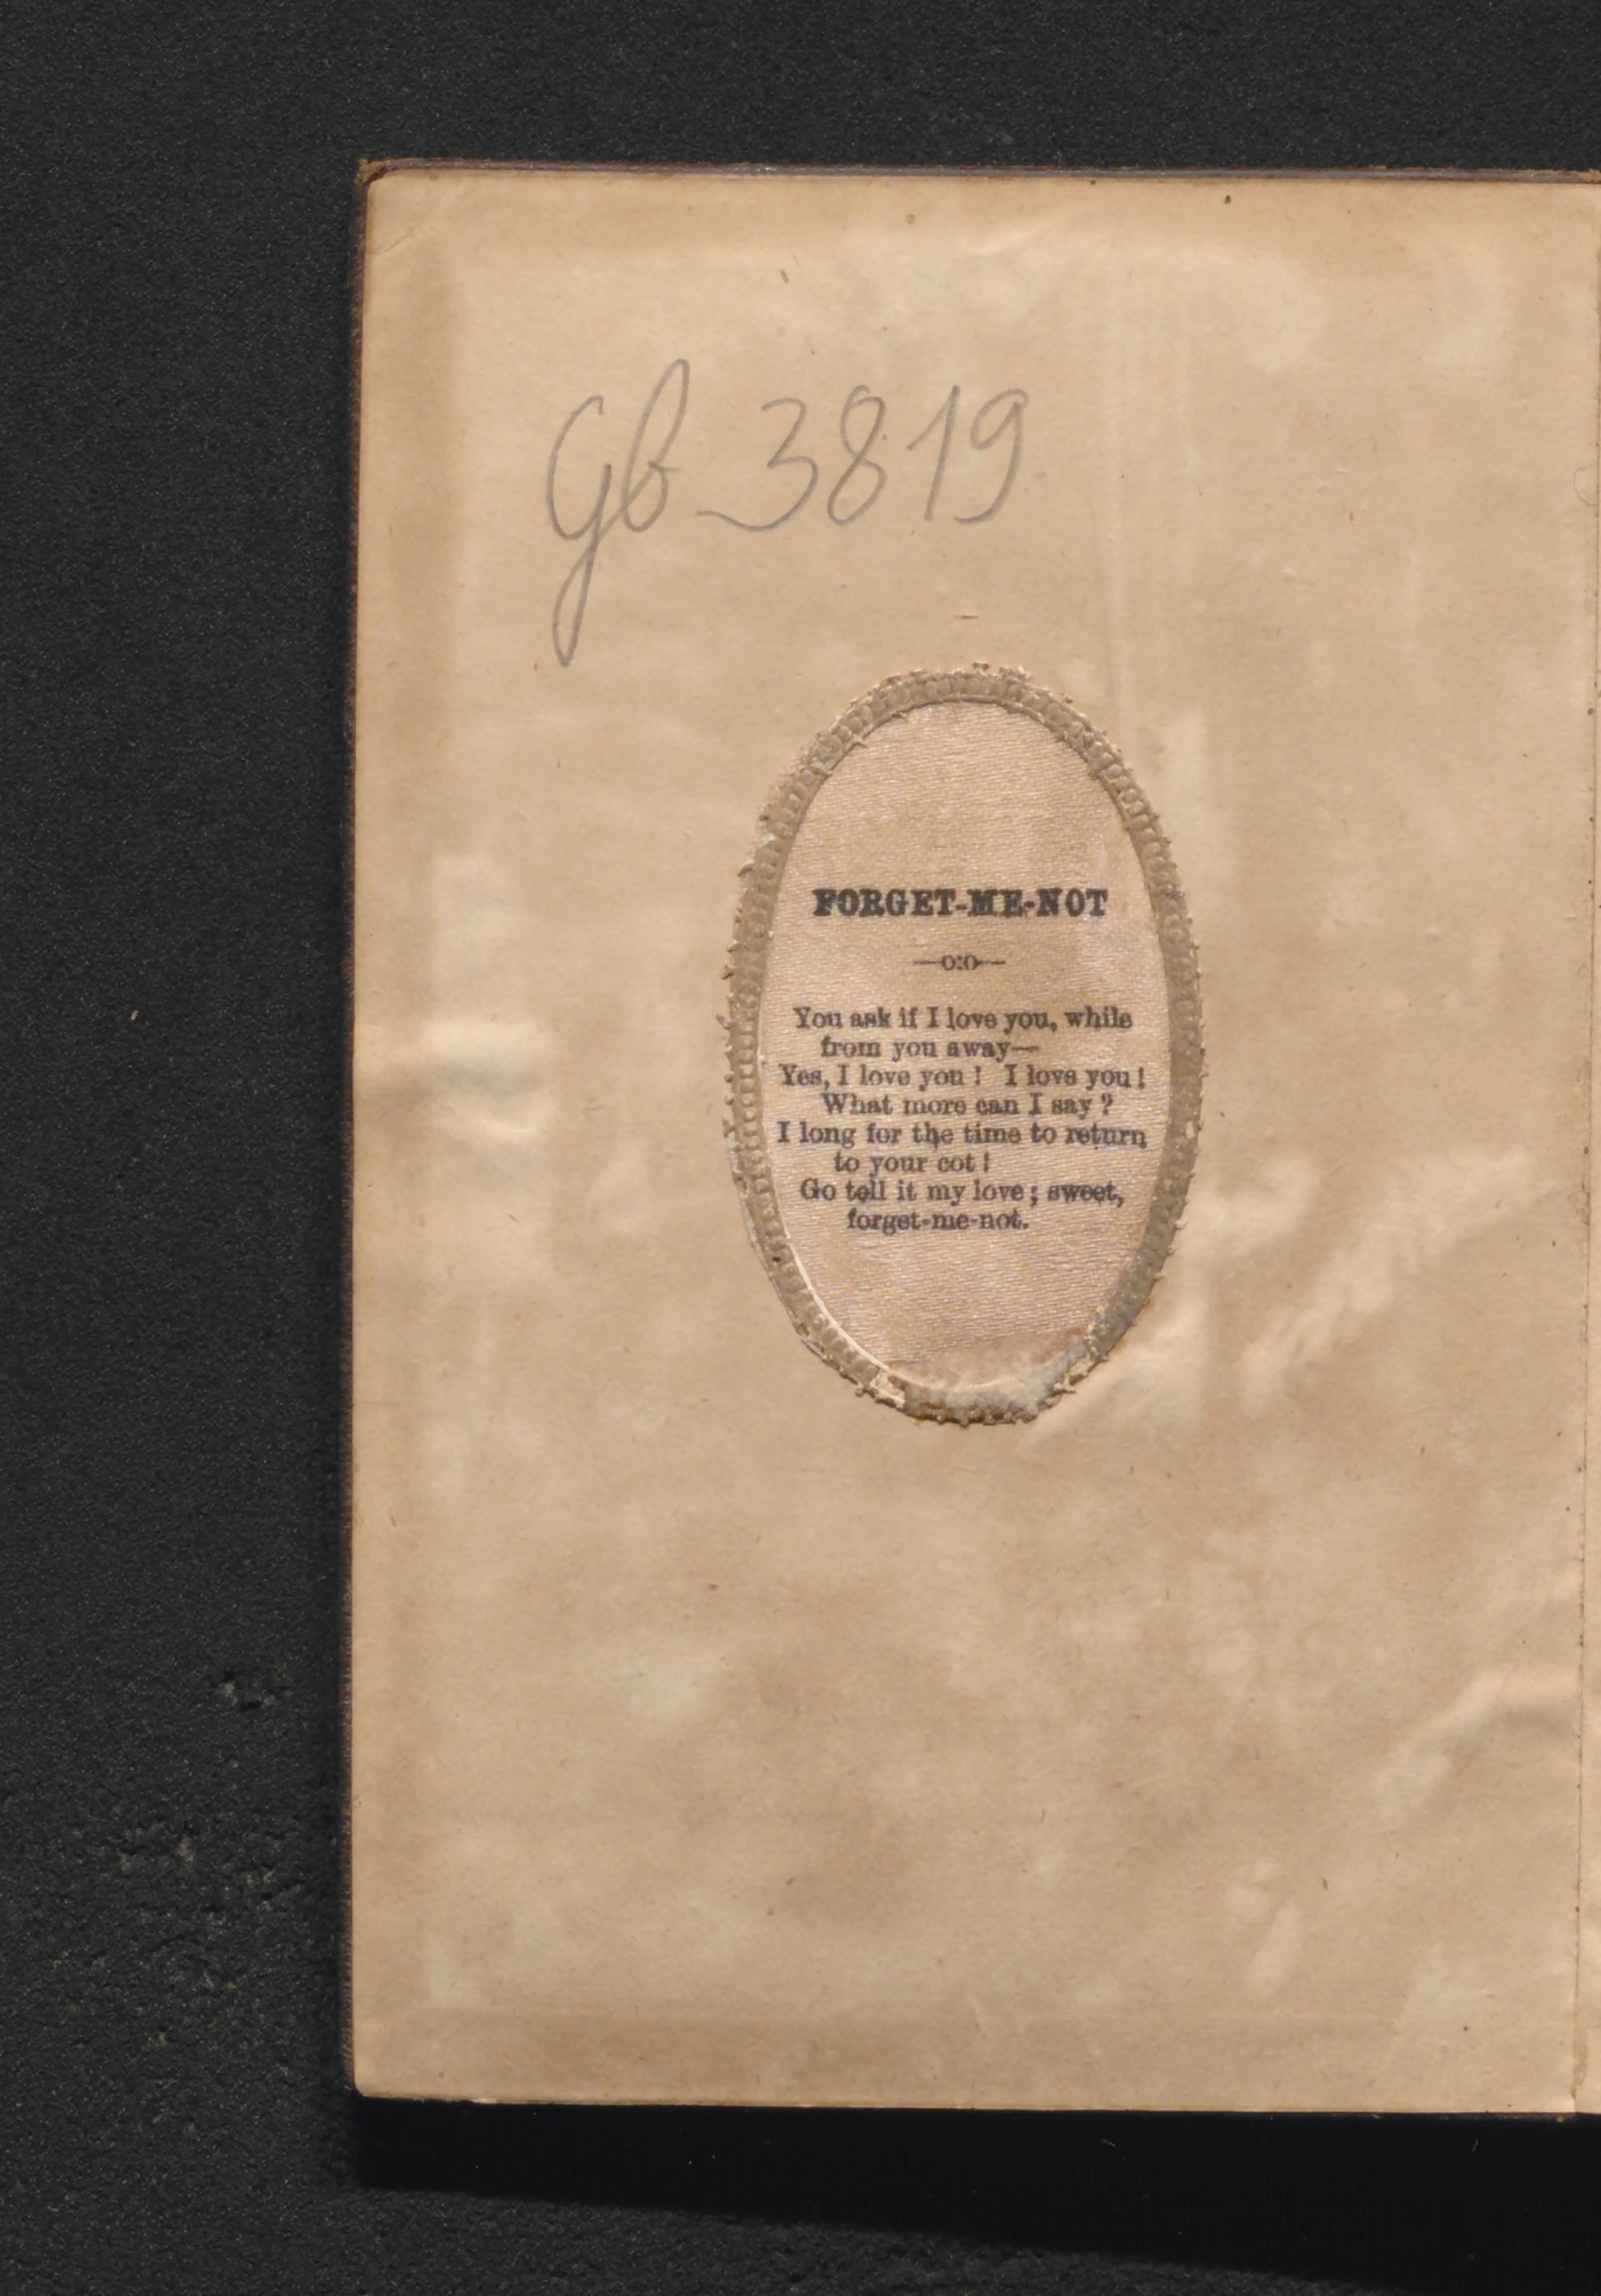 Gb 3819
FORGET-ME-NOT
—o:o—
You ask if I love you, while
from you away—
Yes, I love you! I love you!
What more can I say?
I long for the time to return
to your cot!
Go tell it my love; sweet,
forget-me-not.